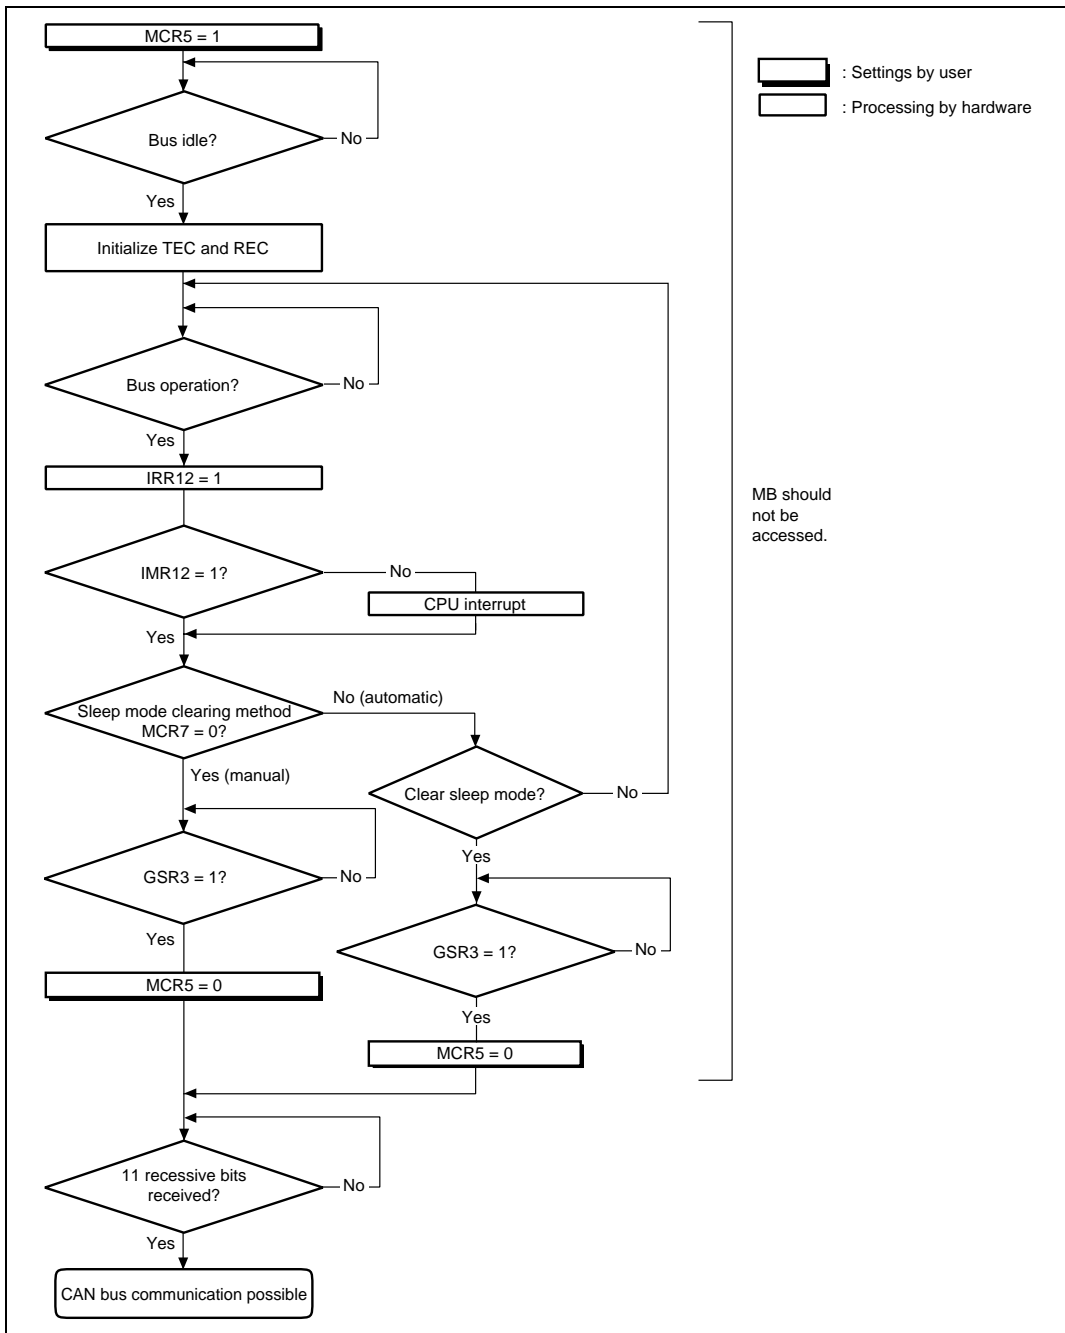 MCR5 = 1
: Settings by user
: Processing by hardware
Bus idle?
No
Yes
Initialize TEC and REC
Bus operation?
No
Yes
IRR12 = 1
MB should
not be
accessed.
IMR12 = 1?
No
CPU interrupt
Yes
Sleep mode clearing method
MCR7 = 0?
No (automatic)
Yes (manual)
Clear sleep mode?
No
Yes
GSR3 = 1?
No
Yes
GSR3 = 1?
No
Yes
MCR5 = 0
MCR5 = 0
11 recessive bits
received?
No
Yes
CAN bus communication possible